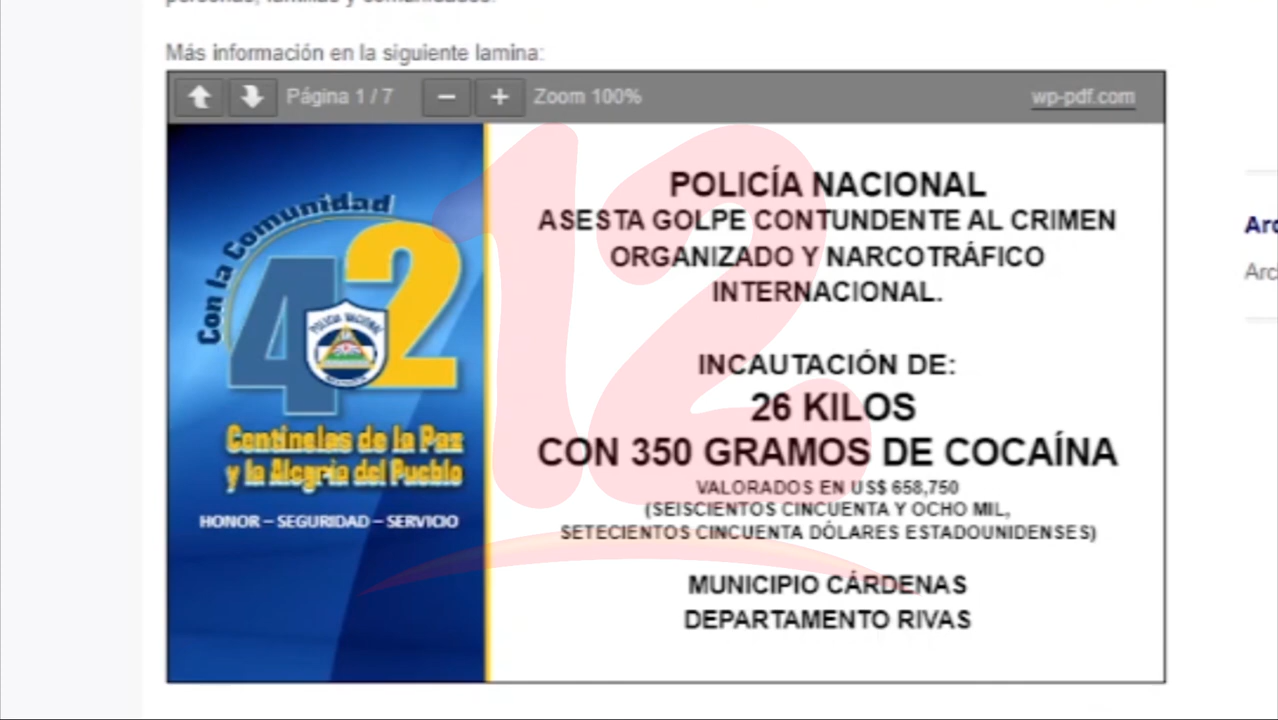 Más información en la siguiente lamina:
Página 1 / 7
Zoom 100%
wp-pdf.com
12
Con la Comunidad
42
POLICÍA NACIONAL
Centinelas de la Paz
y la Alegría del Pueblo
HONOR – SEGURIDAD – SERVICIO
POLICÍA NACIONAL
ASESTA GOLPE CONTUNDENTE AL CRIMEN
ORGANIZADO Y NARCOTRÁFICO
INTERNACIONAL.
INCAUTACIÓN DE:
26 KILOS
CON 350 GRAMOS DE COCAÍNA
VALORADOS EN US$ 658,750
(SEISCIENTOS CINCUENTA Y OCHO MIL,
SETECIENTOS CINCUENTA DÓLARES ESTADOUNIDENSES)
MUNICIPIO CÁRDENAS
DEPARTAMENTO RIVAS